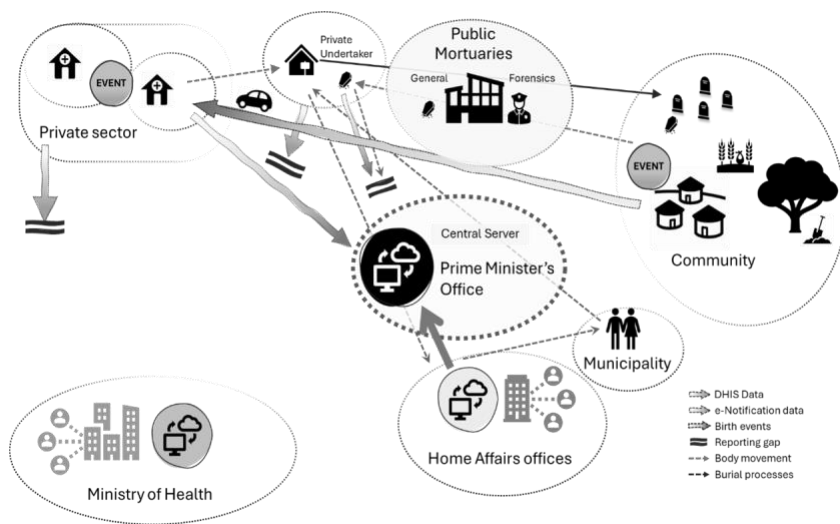 Private
Undertaker
Public
Mortuaries
General
Forensics
EVENT
Private sector
EVENT
Community
Central Server
Prime Minister's
Office
Municipality
Home Affairs offices
Ministry of Health
DHIS Data
e-Notification data
Birth events
Reporting gap
Body movement
Burial processes